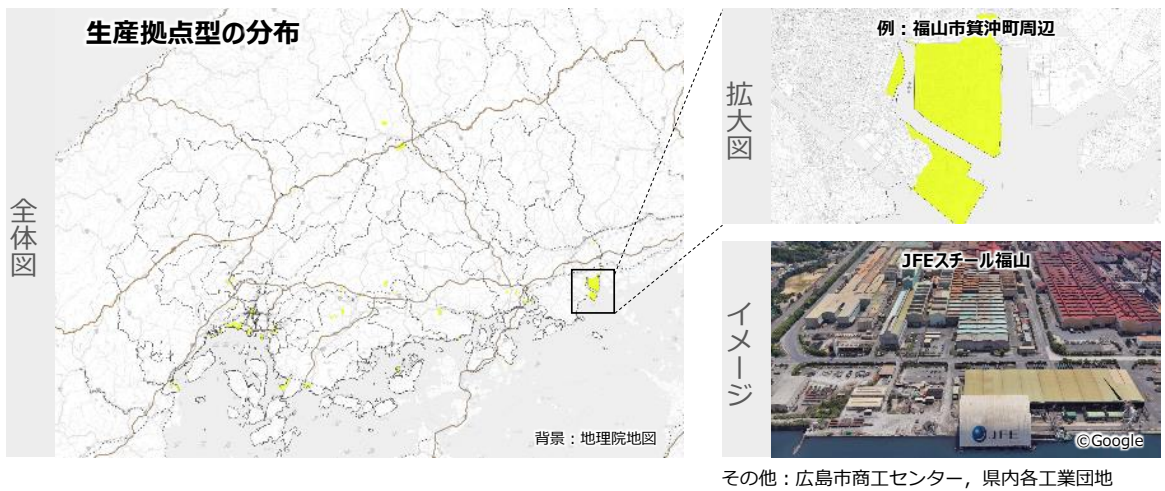 生産拠点型の分布
全体図
背景：地理院地図
拡大図
例：福山市箕沖町周辺
イメージ
JFEスチール福山
JFE
©Google
その他：広島市商工センター，県内各工業団地